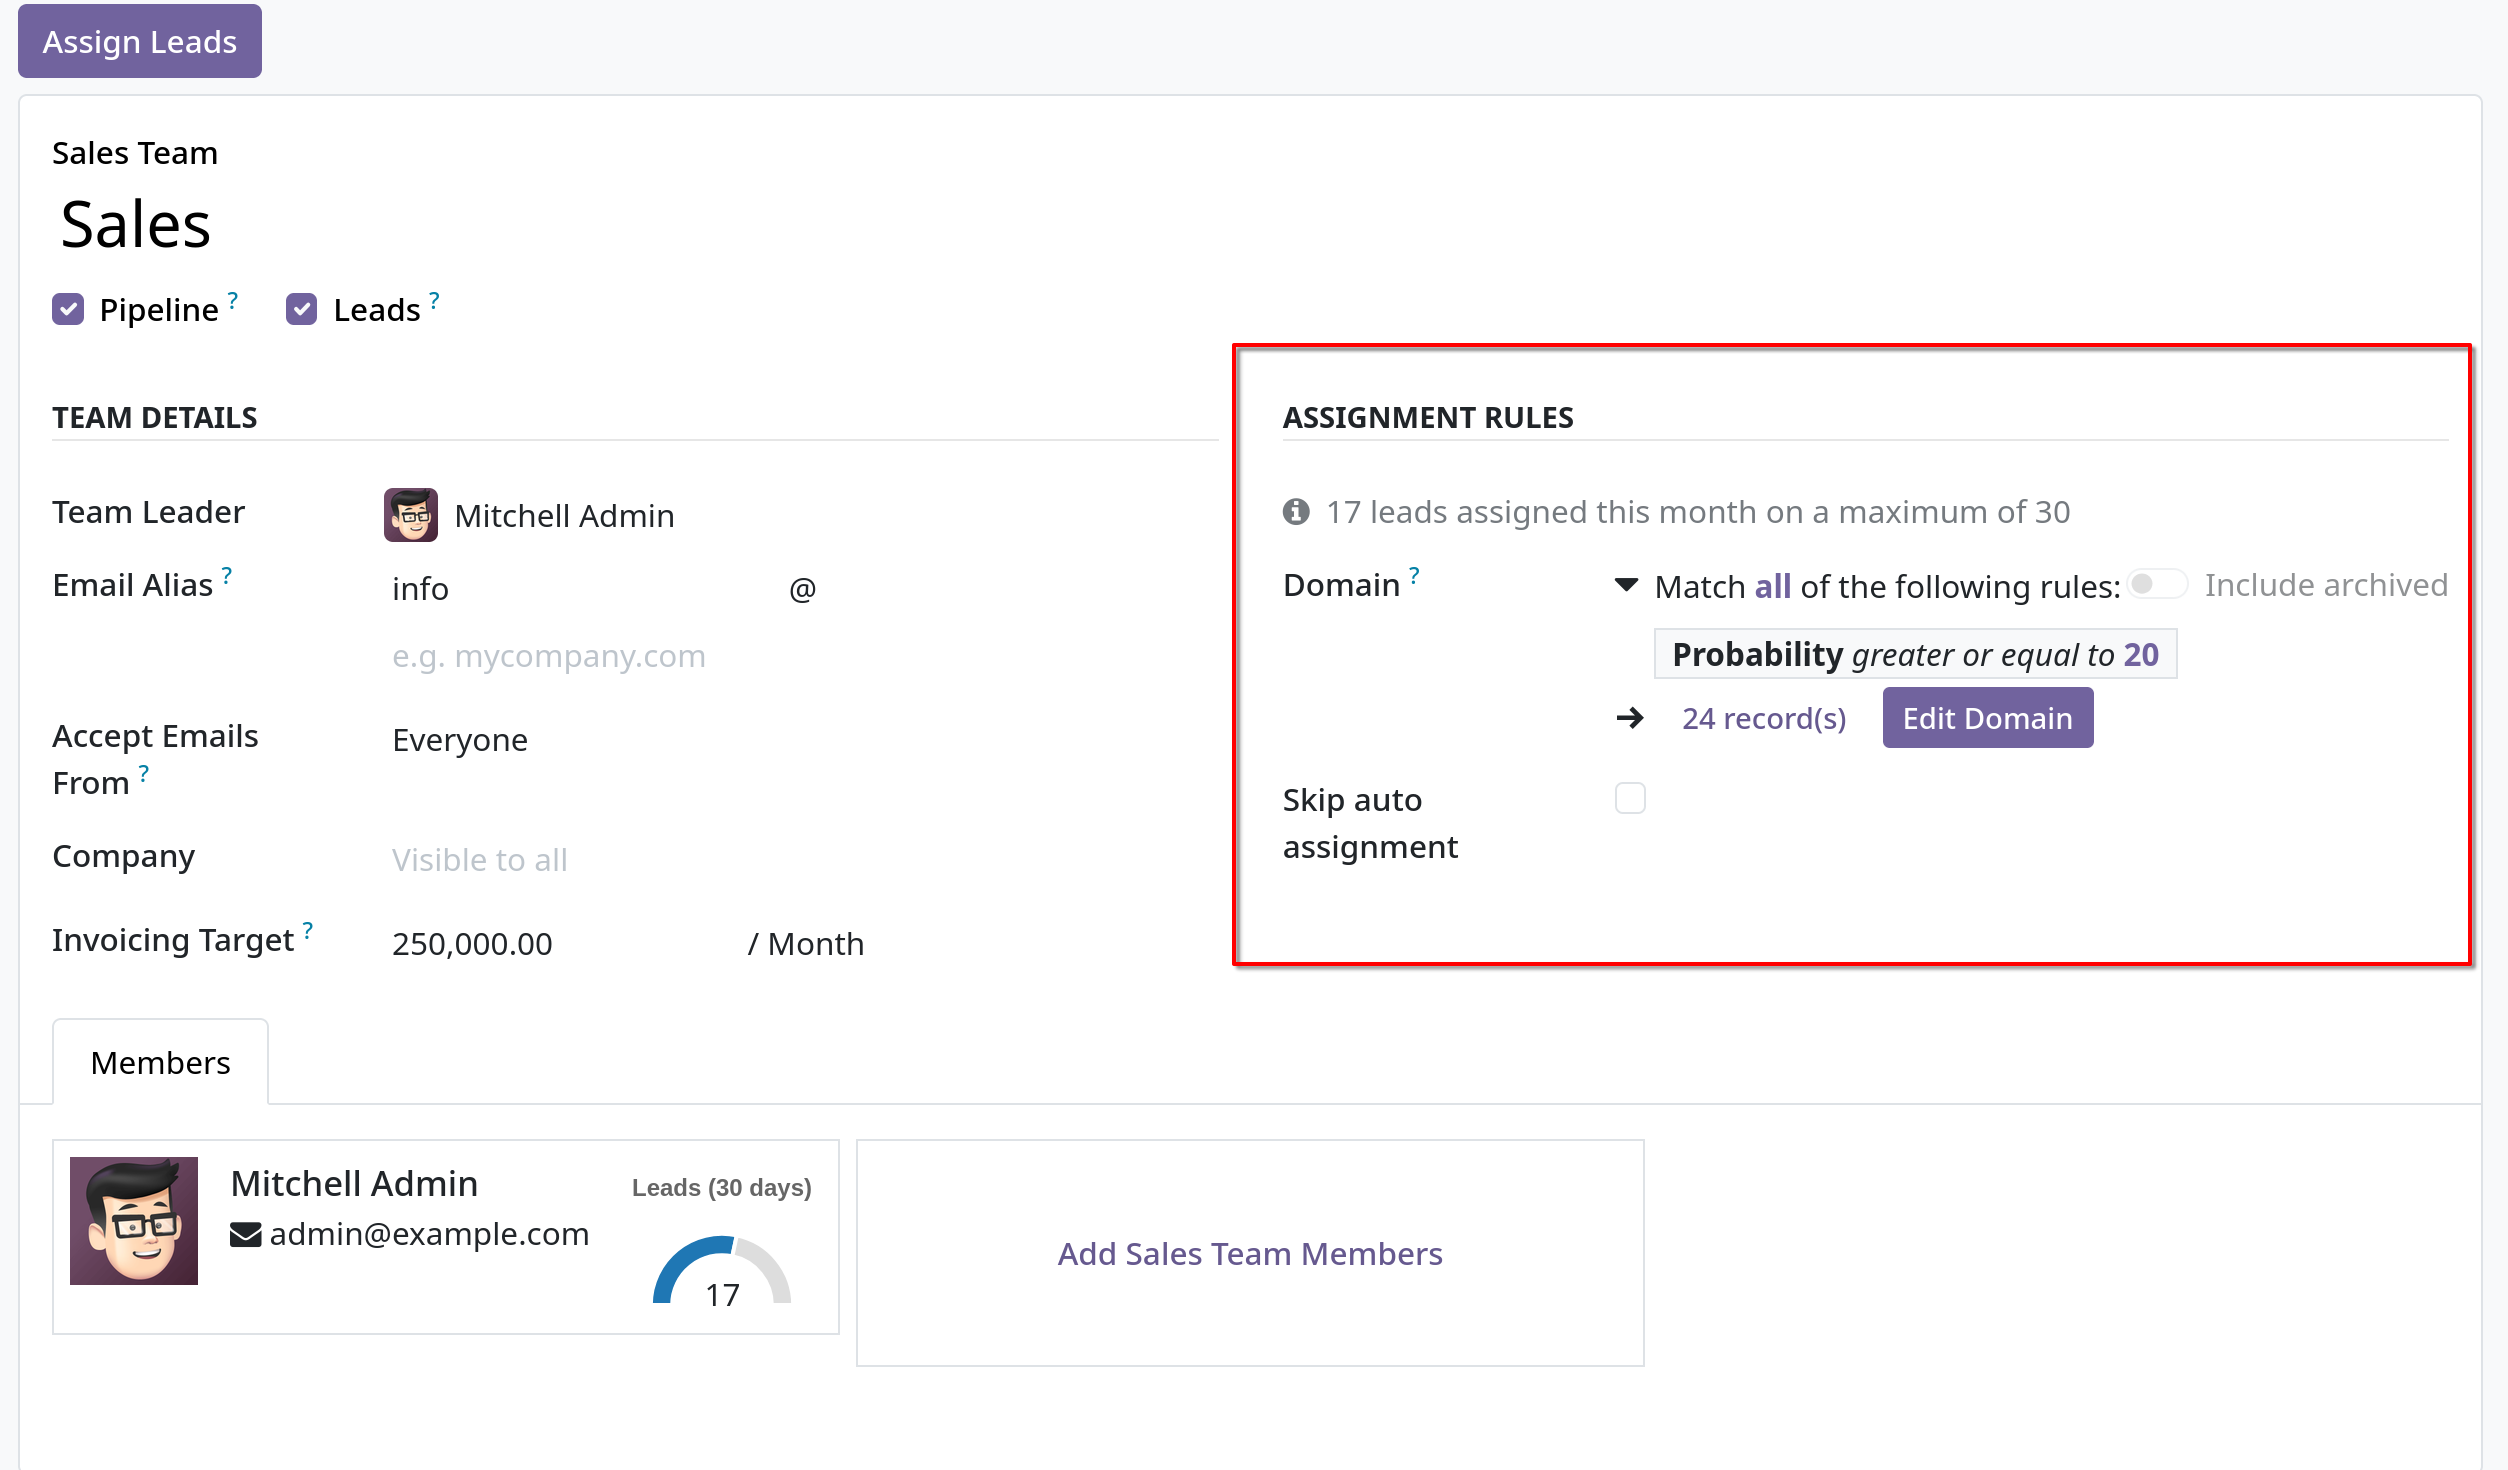 Assign Leads
Sales Team
Sales
Pipeline ? Leads ?
TEAM DETAILS
Team Leader Mitchell Admin
Email Alias ? info @
e.g. mycompany.com
Accept Emails From ? Everyone
Company Visible to all
Invoicing Target ? 250,000.00 / Month
ASSIGNMENT RULES
17 leads assigned this month on a maximum of 30
Domain ? Match all of the following rules: Include archived
Probability greater or equal to 20
24 record(s) Edit Domain
Skip auto
assignment
Members
Mitchell Admin
admin@example.com
Leads (30 days)
17
Add Sales Team Members